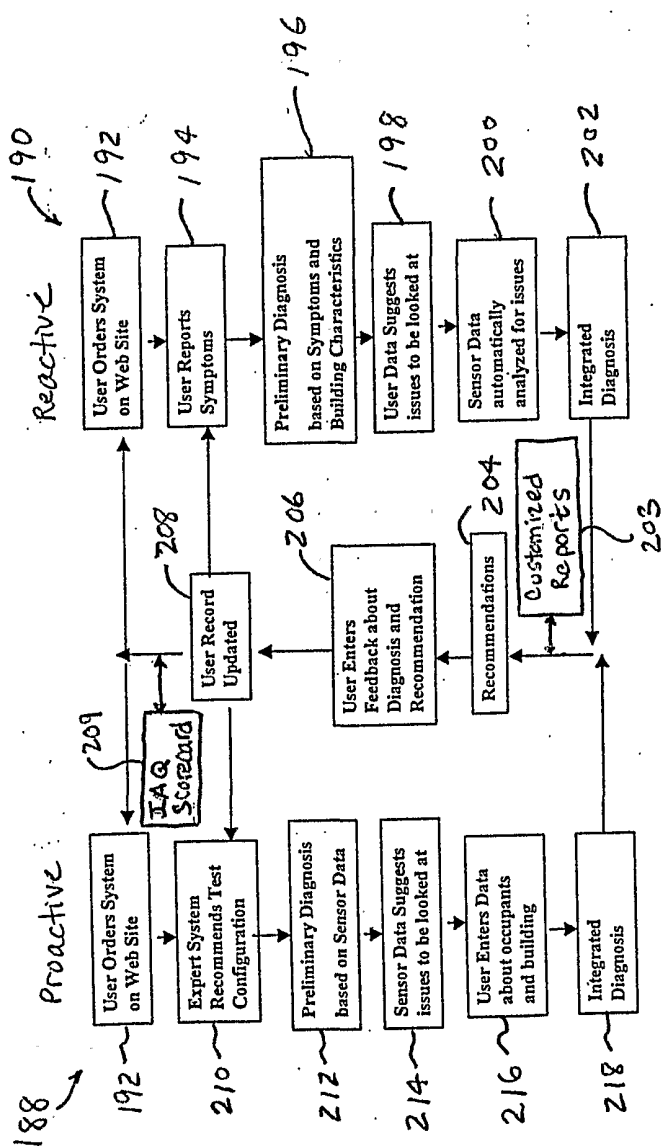 188
Proactive
192
User Orders System
on Web Site
210
Expert System
Recommends Test
Configuration
212
Preliminary Diagnosis
based on Sensor Data
214
Sensor Data Suggests
issues to be looked at
216
User Enters Data
about occupants
and building
218
Integrated
Diagnosis
209
IAQ
Scorecard
208
User Record
Updated
206
User Enters
Feedback about
Diagnosis and
Recommendation
204
Recommendations
Customized
Reports
203
Reactive
190
192
User Orders System
on Web Site
194
User Reports
Symptoms
196
Preliminary Diagnosis
based on Symptoms and
Building Characteristics
198
User Data Suggests
issues to be looked at
200
Sensor Data
automatically
analyzed for issues
202
Integrated
Diagnosis